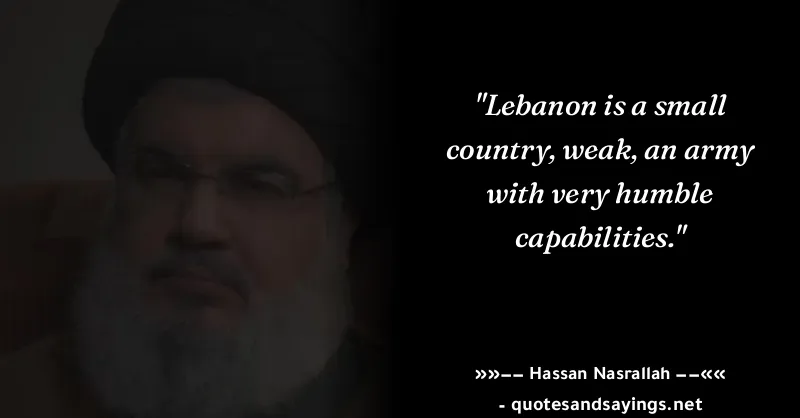 "Lebanon is a small
country, weak, an army
with very humble
capabilities."
»»−− Hassan Nasrallah −−««
- quotesandsayings.net